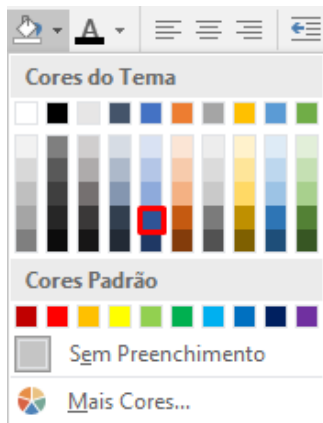 A
Cores do Tema
Cores Padrão
Sem Preenchimento
Mais Cores...